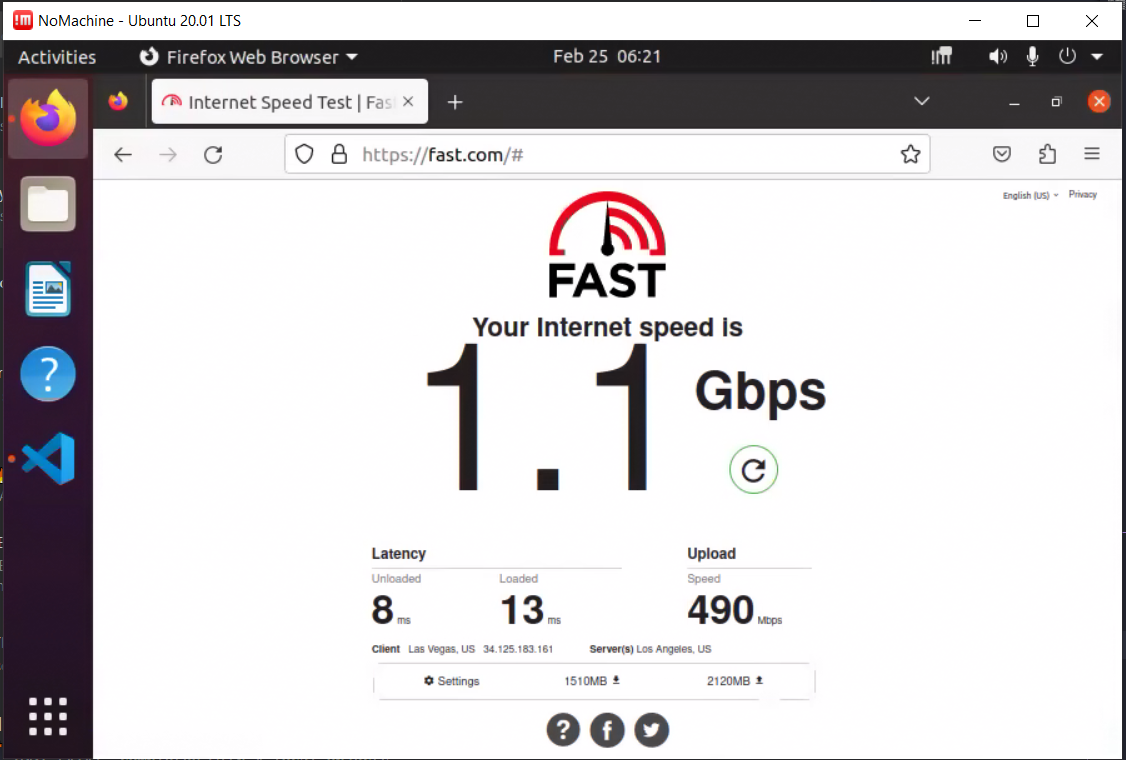 NoMachine - Ubuntu 20.01 LTS
Activities Firefox Web Browser Feb 25 06:21
Internet Speed Test | Fas
https://fast.com/#
English (US) Privacy
FAST
Your Internet speed is
1.1 Gbps
Latency Upload
Unloaded Loaded Speed
8 ms 13 ms 490 Mbps
Client Las Vegas, US 34.125.183.161 Server(s) Los Angeles, US
Settings 1510MB 2120MB